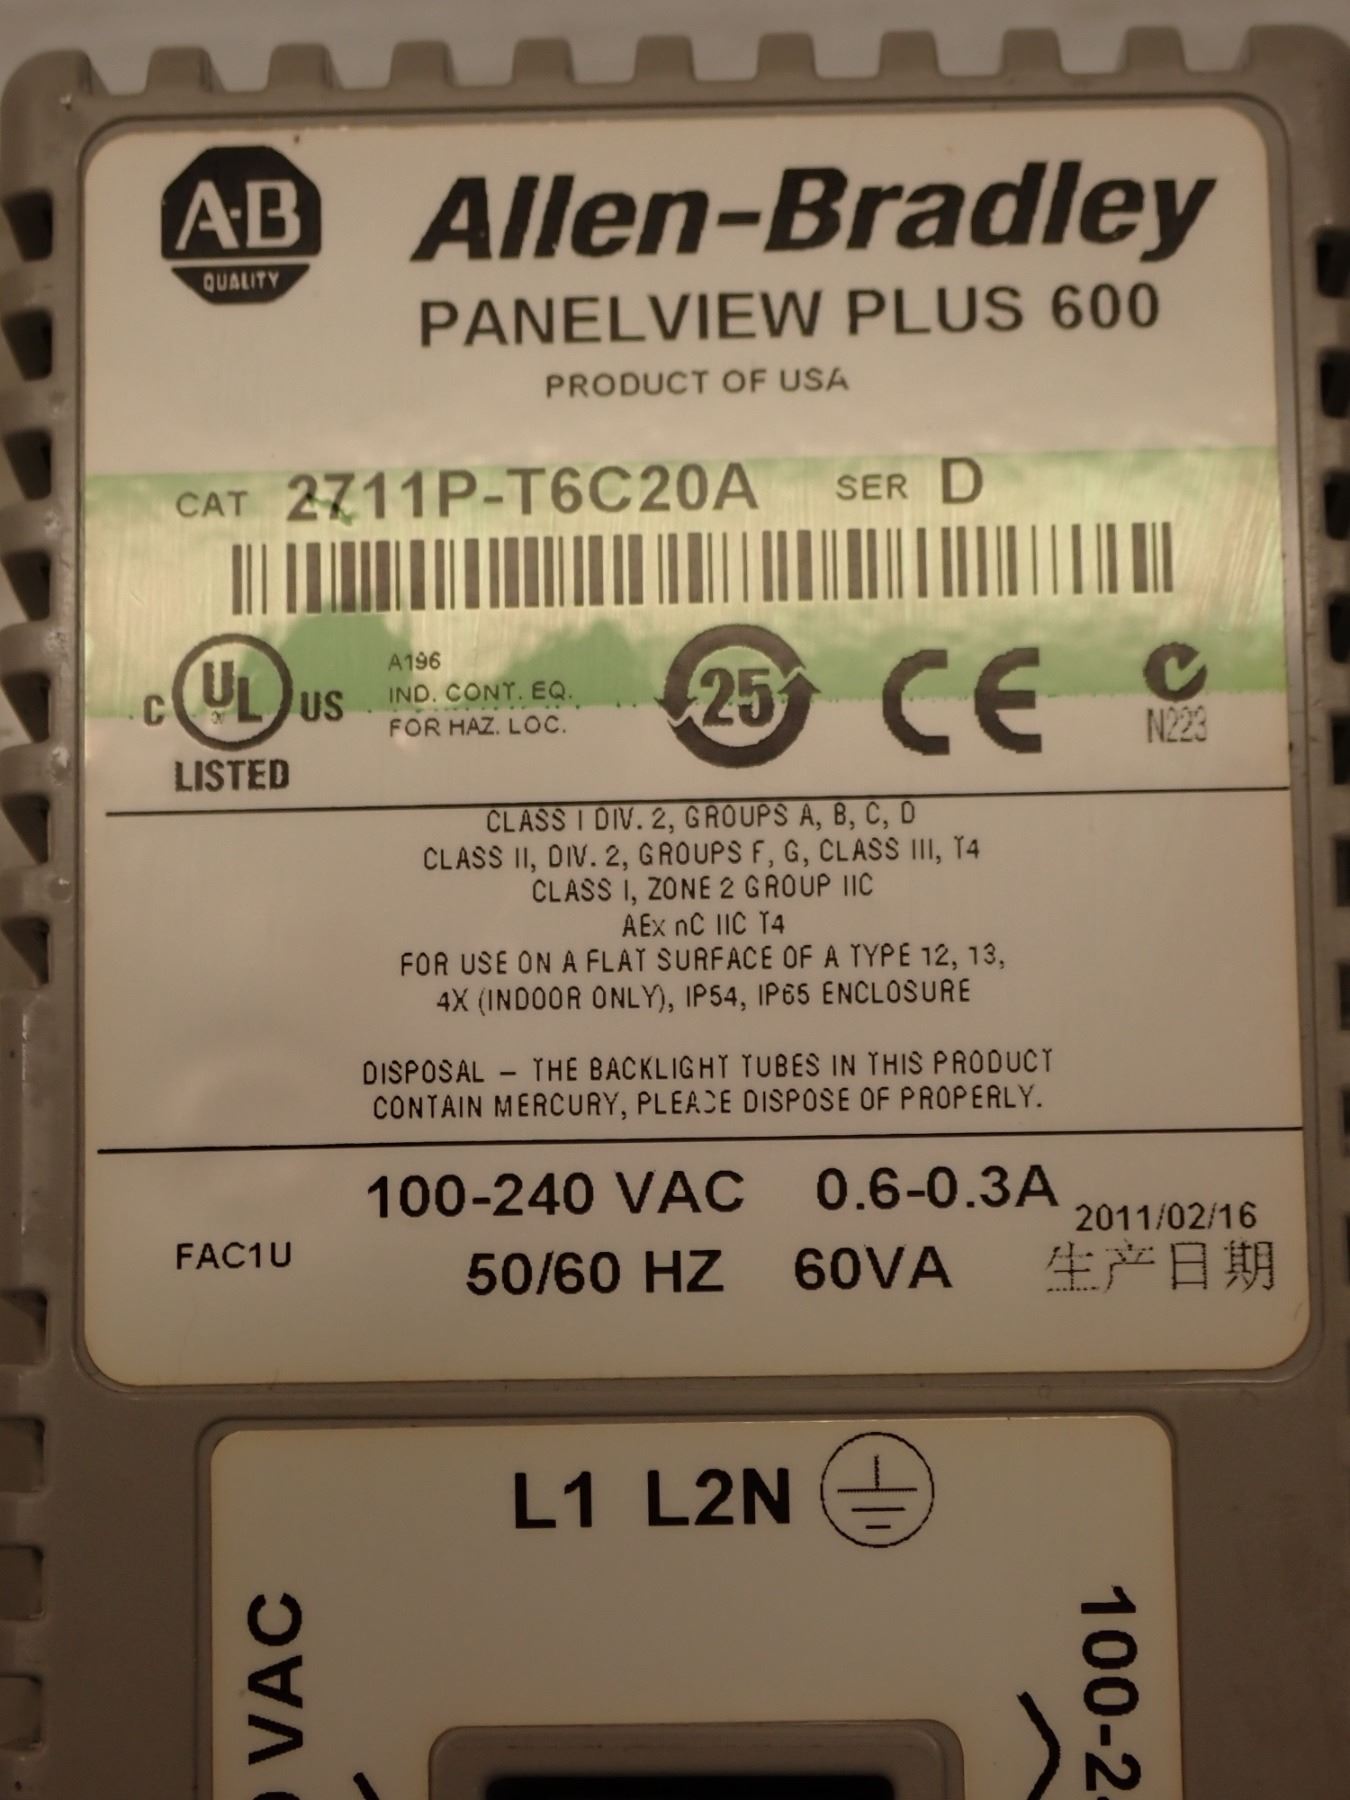 A-B
QUALITY
Allen-Bradley
PANELVIEW PLUS 600
PRODUCT OF USA
CAT 2711P-T6C20A SER D
C UL US
LISTED
A196
IND. CONT. EQ.
FOR HAZ. LOC.
25
CE
N223
CLASS I DIV. 2, GROUPS A, B, C, D
CLASS II, DIV. 2, GROUPS F, G, CLASS III, T4
CLASS I, ZONE 2 GROUP IIC
AEx nC IIC T4
FOR USE ON A FLAT SURFACE OF A TYPE 12, 13,
4X (INDOOR ONLY), IP54, IP65 ENCLOSURE
DISPOSAL – THE BACKLIGHT TUBES IN THIS PRODUCT
CONTAIN MERCURY, PLEASE DISPOSE OF PROPERLY.
100-240 VAC 0.6-0.3A
2011/02/16
FAC1U
50/60 HZ 60VA
生产日期
L1 L2N
VAC
100-2